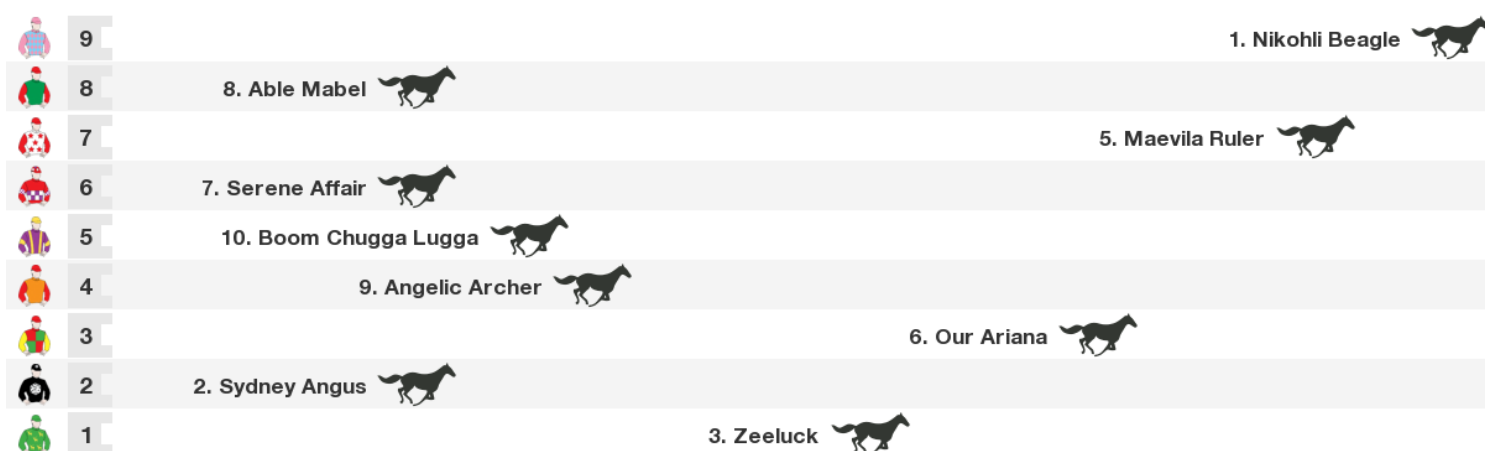 9 1. Nikohli Beagle
8 8. Able Mabel
7 5. Maevila Ruler
6 7. Serene Affair
5 10. Boom Chugga Lugga
4 9. Angelic Archer
3 6. Our Ariana
2 2. Sydney Angus
1 3. Zeeluck